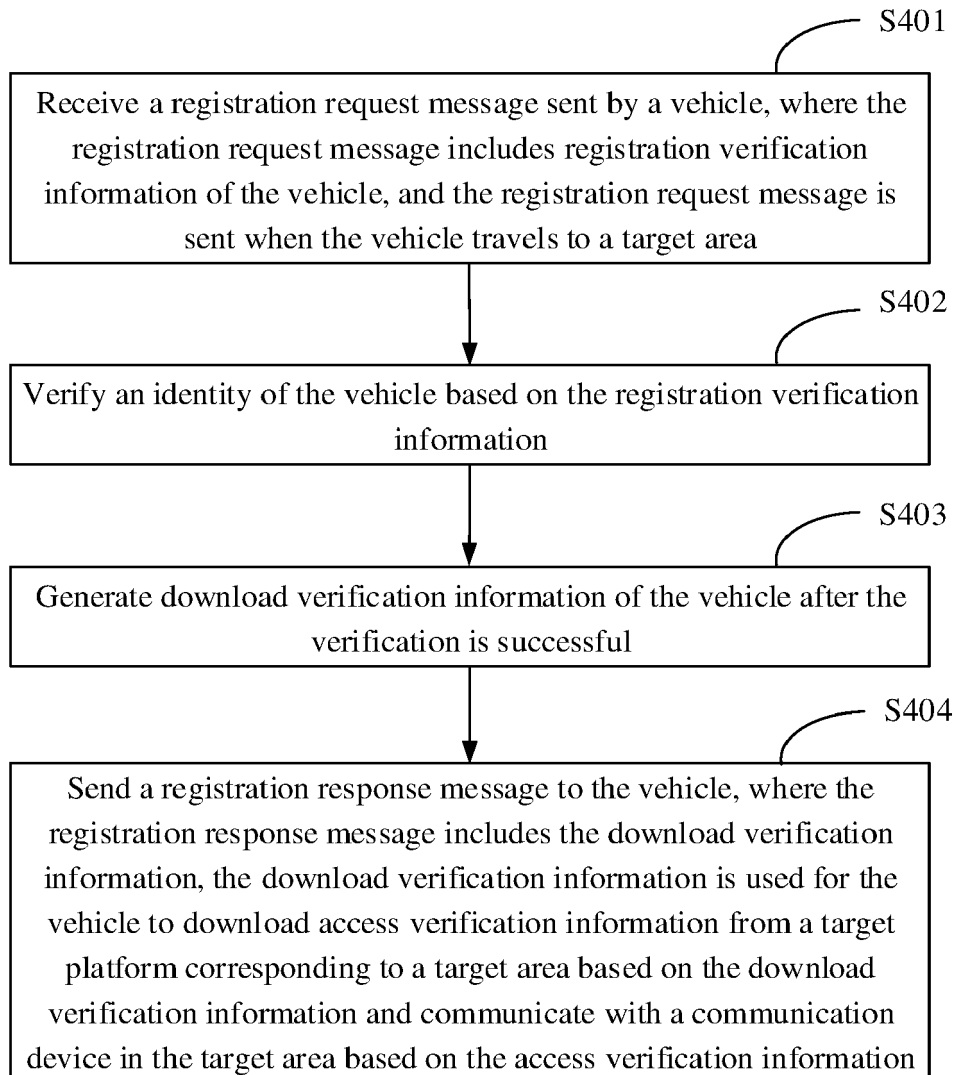 S401
Receive a registration request message sent by a vehicle, where the
registration request message includes registration verification
information of the vehicle, and the registration request message is
sent when the vehicle travels to a target area
S402
Verify an identity of the vehicle based on the registration verification
information
S403
Generate download verification information of the vehicle after the
verification is successful
S404
Send a registration response message to the vehicle, where the
registration response message includes the download verification
information, the download verification information is used for the
vehicle to download access verification information from a target
platform corresponding to a target area based on the download
verification information and communicate with a communication
device in the target area based on the access verification information